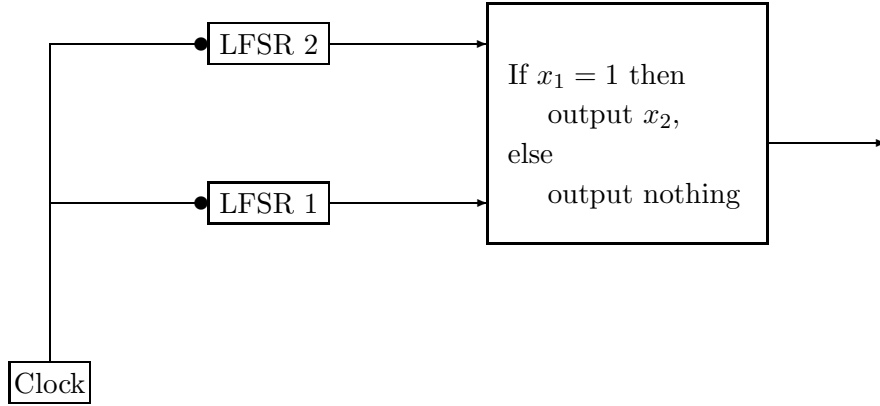 LFSR 2
If x₁ = 1 then
output x₂,
else
output nothing
LFSR 1
Clock